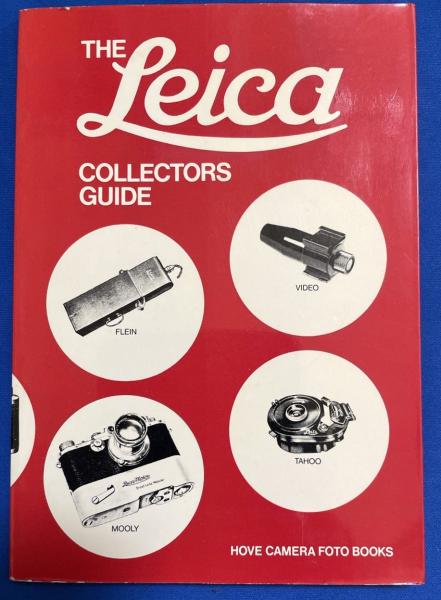 THE
Leica
COLLECTORS
GUIDE
VIDEO
FLEIN
TAHOO
MOOLY
HOVE CAMERA FOTO BOOKS